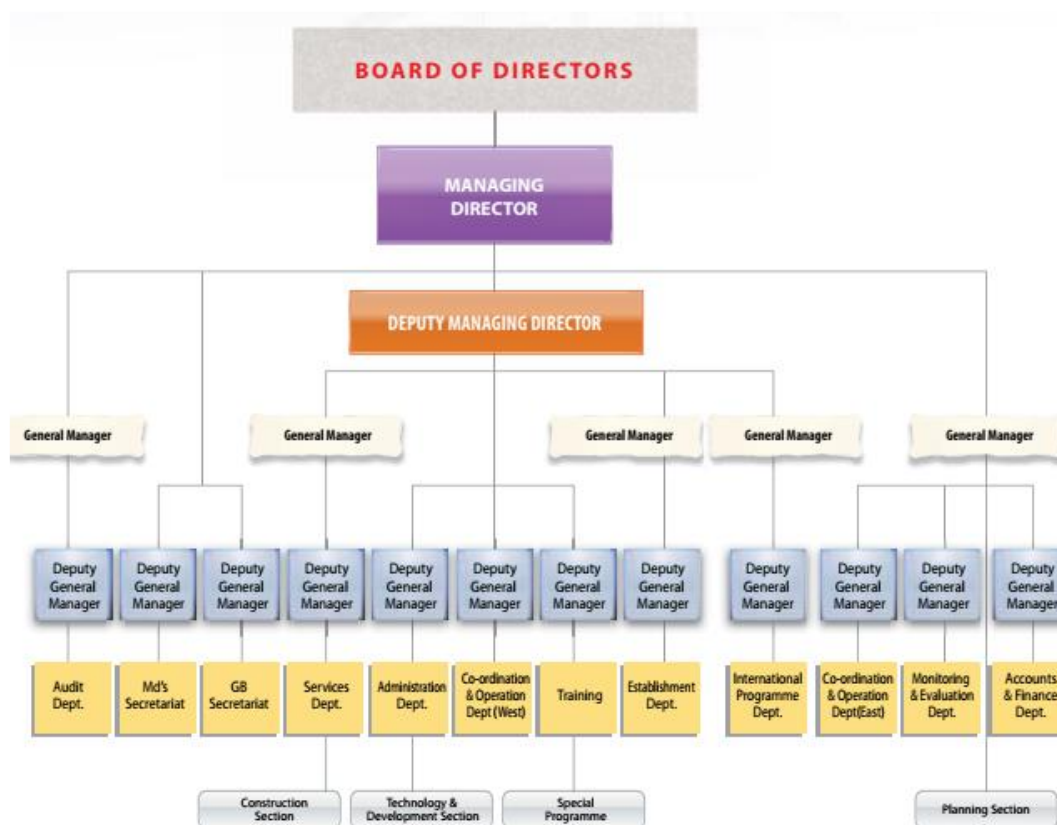 BOARD OF DIRECTORS
MANAGING
DIRECTOR
DEPUTY MANAGING DIRECTOR
General Manager
General Manager
General Manager
General Manager
General Manager
Deputy
General
Manager
Deputy
General
Manager
Deputy
General
Manager
Deputy
General
Manager
Deputy
General
Manager
Deputy
General
Manager
Deputy
General
Manager
Deputy
General
Manager
Deputy
General
Manager
Deputy
General
Manager
Deputy
General
Manager
Deputy
General
Manager
Audit
Dept.
Md's
Secretariat
GB
Secretariat
Services
Dept.
Administration
Dept.
Co-ordination
& Operation
Dept (West)
Training
Establishment
Dept.
International
Programme
Dept.
Co-ordination
& Operation
Dept(East)
Monitoring
& Evaluation
Dept.
Accounts
& Finance
Dept.
Construction
Section
Technology &
Development Section
Special
Programme
Planning Section